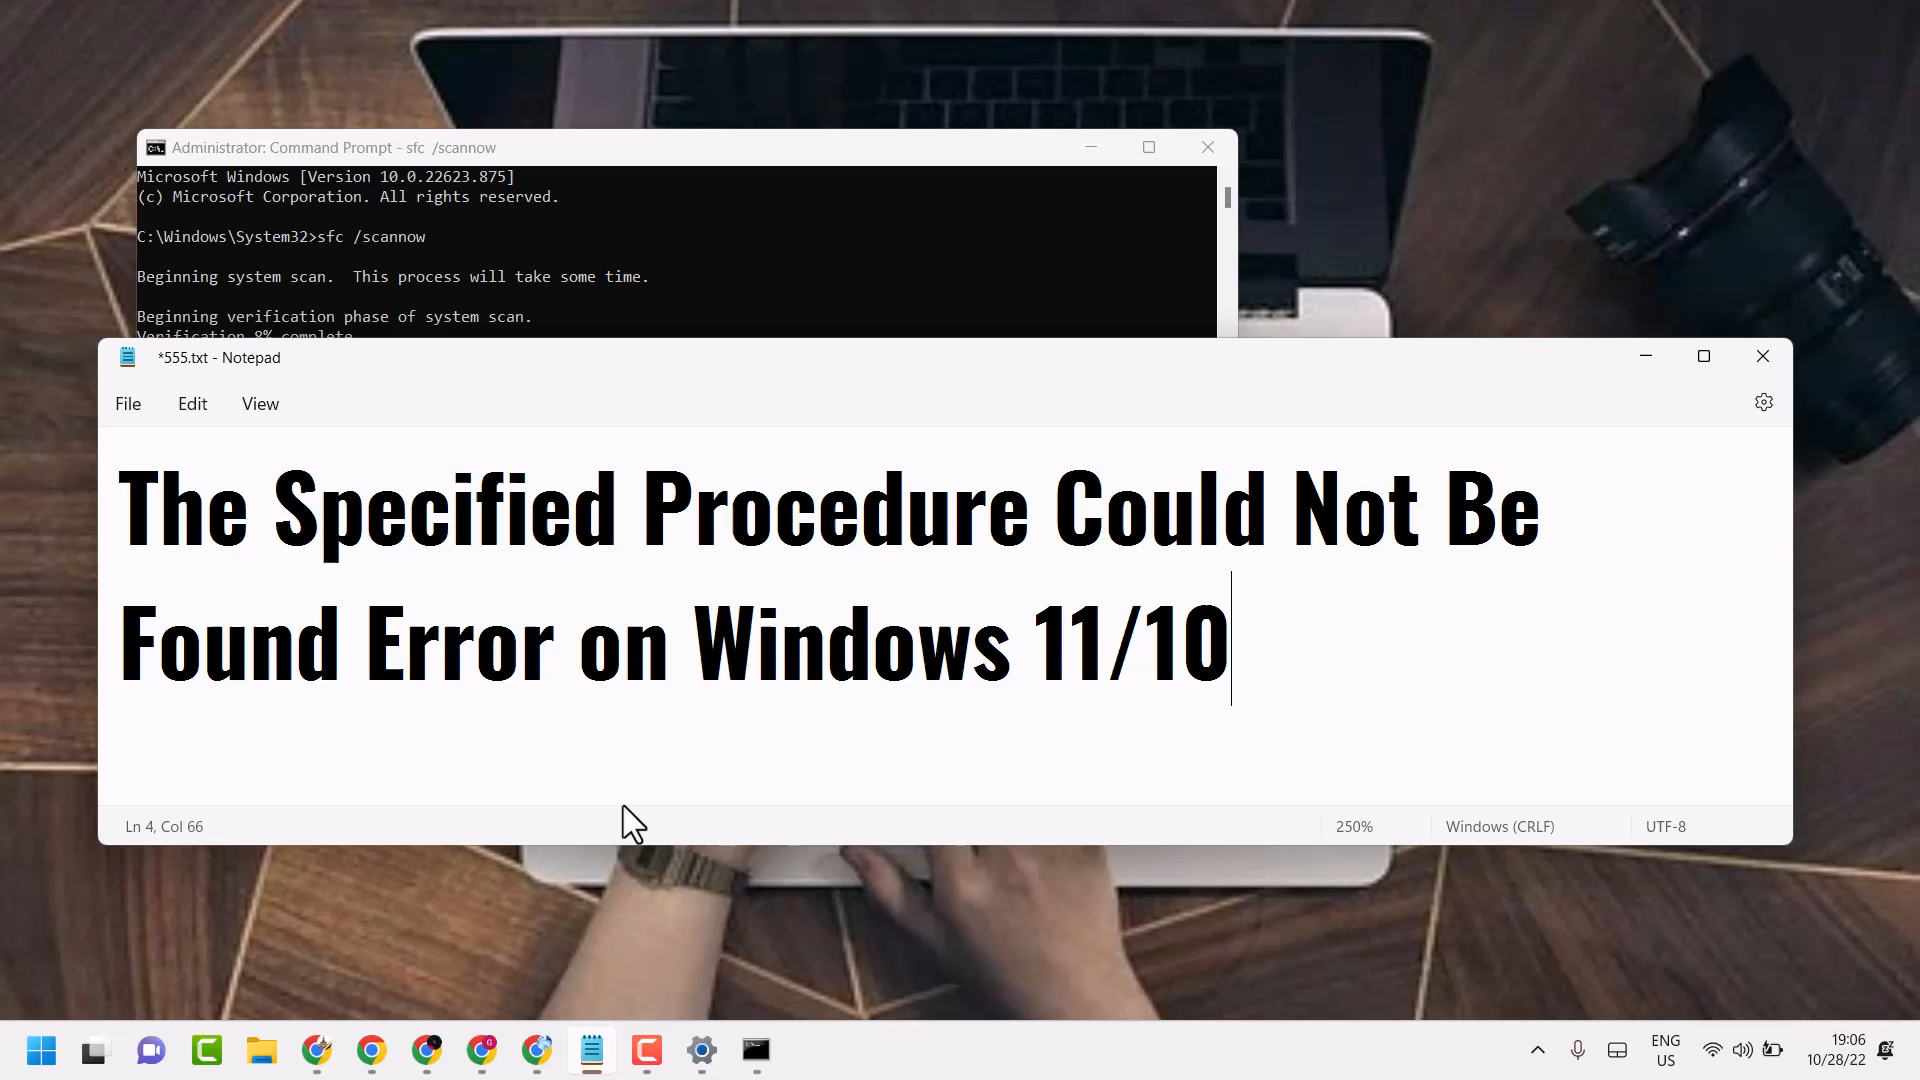 Administrator: Command Prompt - sfc /scannow
Microsoft Windows [Version 10.0.22623.875]
(c) Microsoft Corporation. All rights reserved.
C:\Windows\System32>sfc /scannow
Beginning system scan.  This process will take some time.
Beginning verification phase of system scan.
Verification 8% complete
*555.txt - Notepad
File Edit View
The Specified Procedure Could Not Be
Found Error on Windows 11/10
Ln 4, Col 66 250% Windows (CRLF) UTF-8
ENG
US
19:06
10/28/22